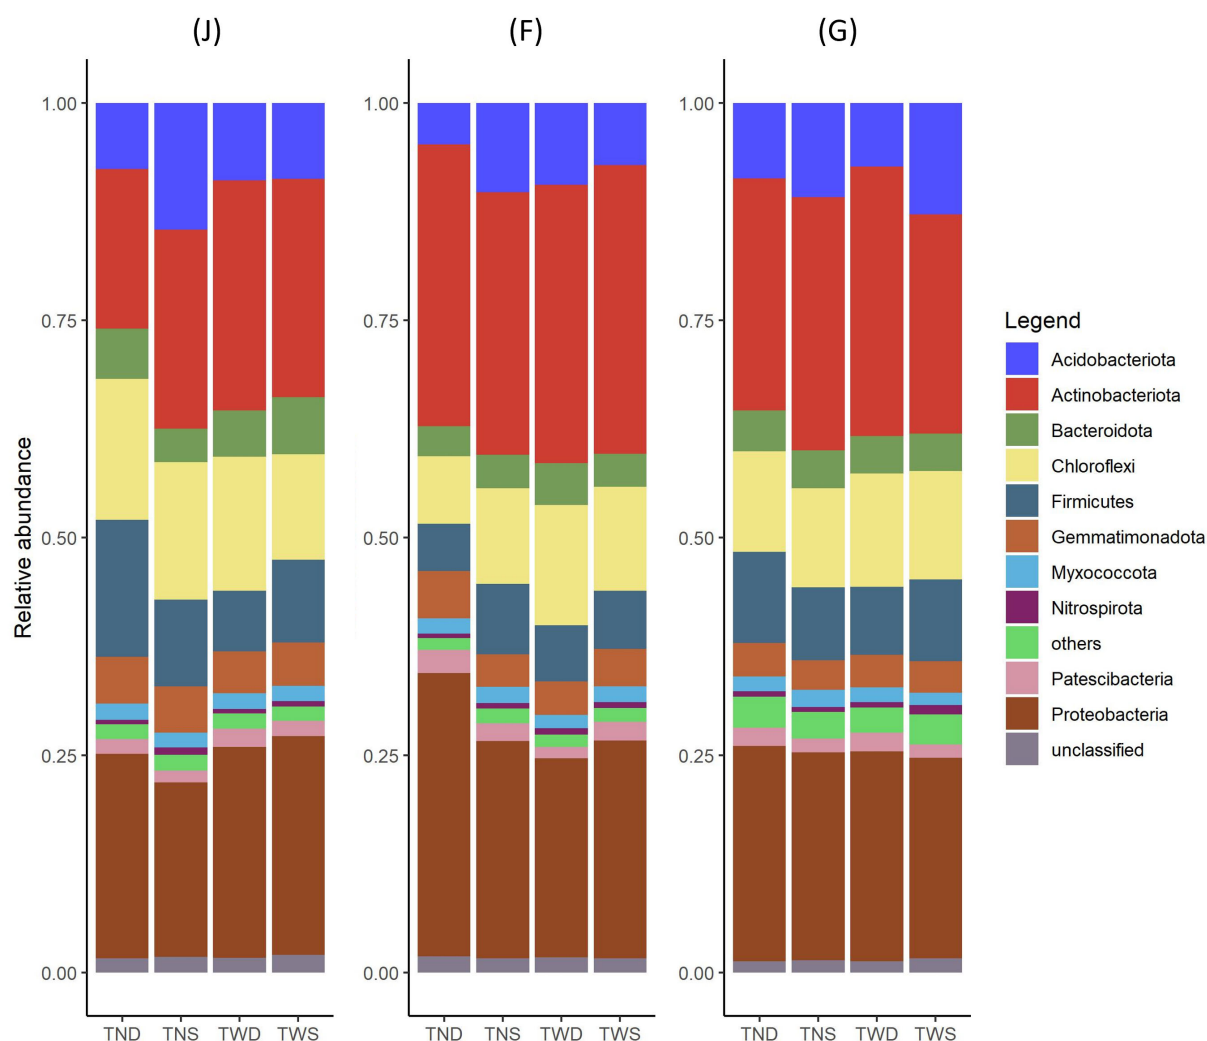 (J) (F) (G)
Relative abundance
1.00
0.75
0.50
0.25
0.00
TND TNS TWD TWS
1.00
0.75
0.50
0.25
0.00
TND TNS TWD TWS
1.00
0.75
0.50
0.25
0.00
TND TNS TWD TWS
Legend
Acidobacteriota
Actinobacteriota
Bacteroidota
Chloroflexi
Firmicutes
Gemmatimonadota
Myxococcota
Nitrospirota
others
Patescibacteria
Proteobacteria
unclassified